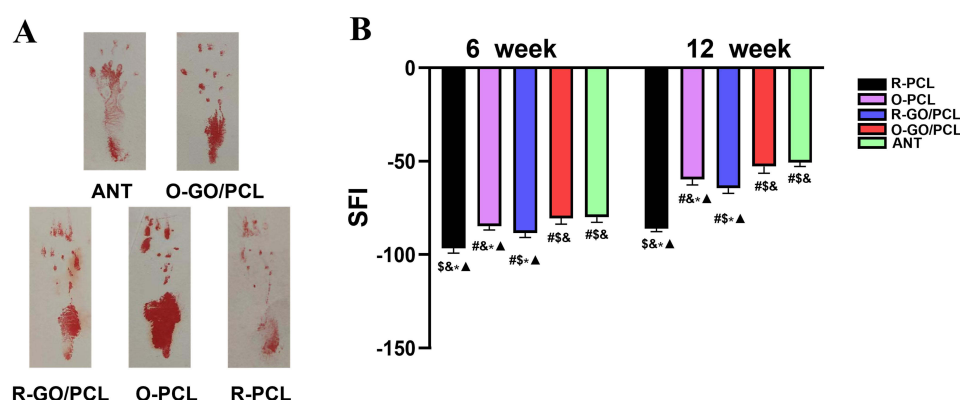 A
ANT
O-GO/PCL
R-GO/PCL
O-PCL
R-PCL
B
6 week
12 week
0
-50
-100
-150
SFI
$&*▲
#&*▲
#$*▲
#$&
#$&
$&*▲
#&*▲
#$*▲
#$&
#$&
R-PCL
O-PCL
R-GO/PCL
O-GO/PCL
ANT